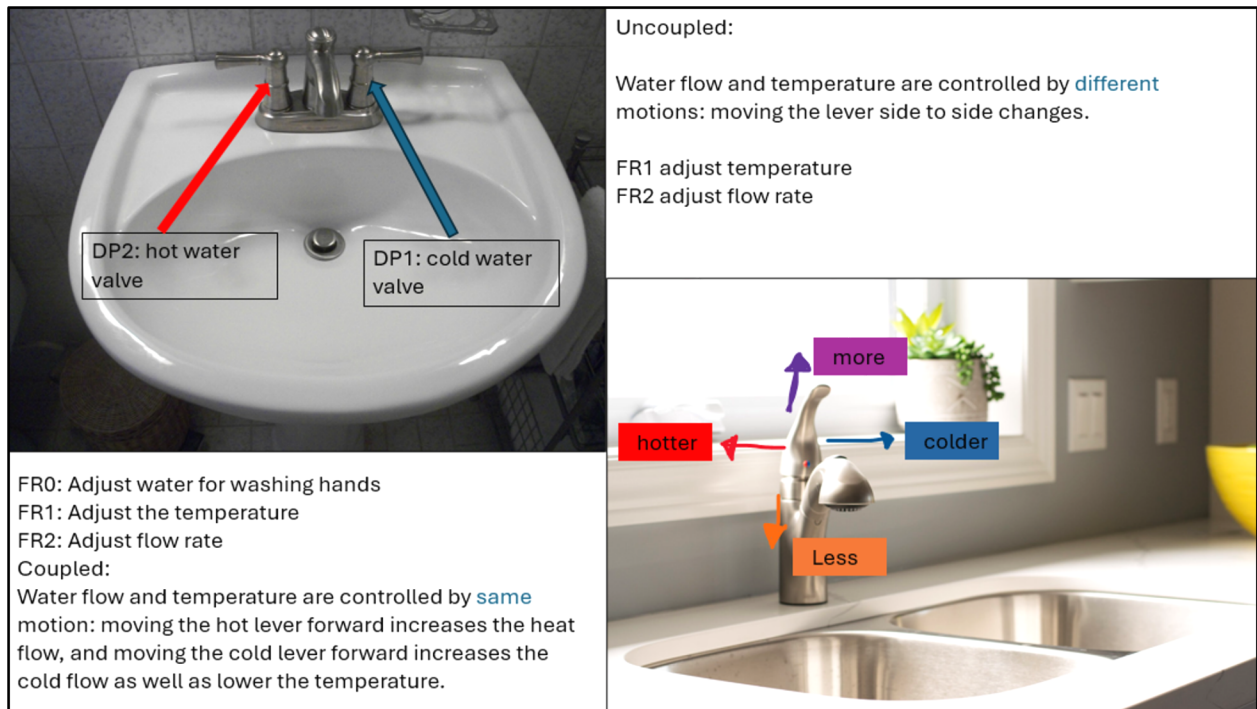 DP2: hot water
valve
DP1: cold water
valve
FR0: Adjust water for washing hands
FR1: Adjust the temperature
FR2: Adjust flow rate
Coupled:
Water flow and temperature are controlled by same
motion: moving the hot lever forward increases the heat
flow, and moving the cold lever forward increases the
cold flow as well as lower the temperature.
Uncoupled:
Water flow and temperature are controlled by different
motions: moving the lever side to side changes.
FR1 adjust temperature
FR2 adjust flow rate
more
hotter
colder
Less